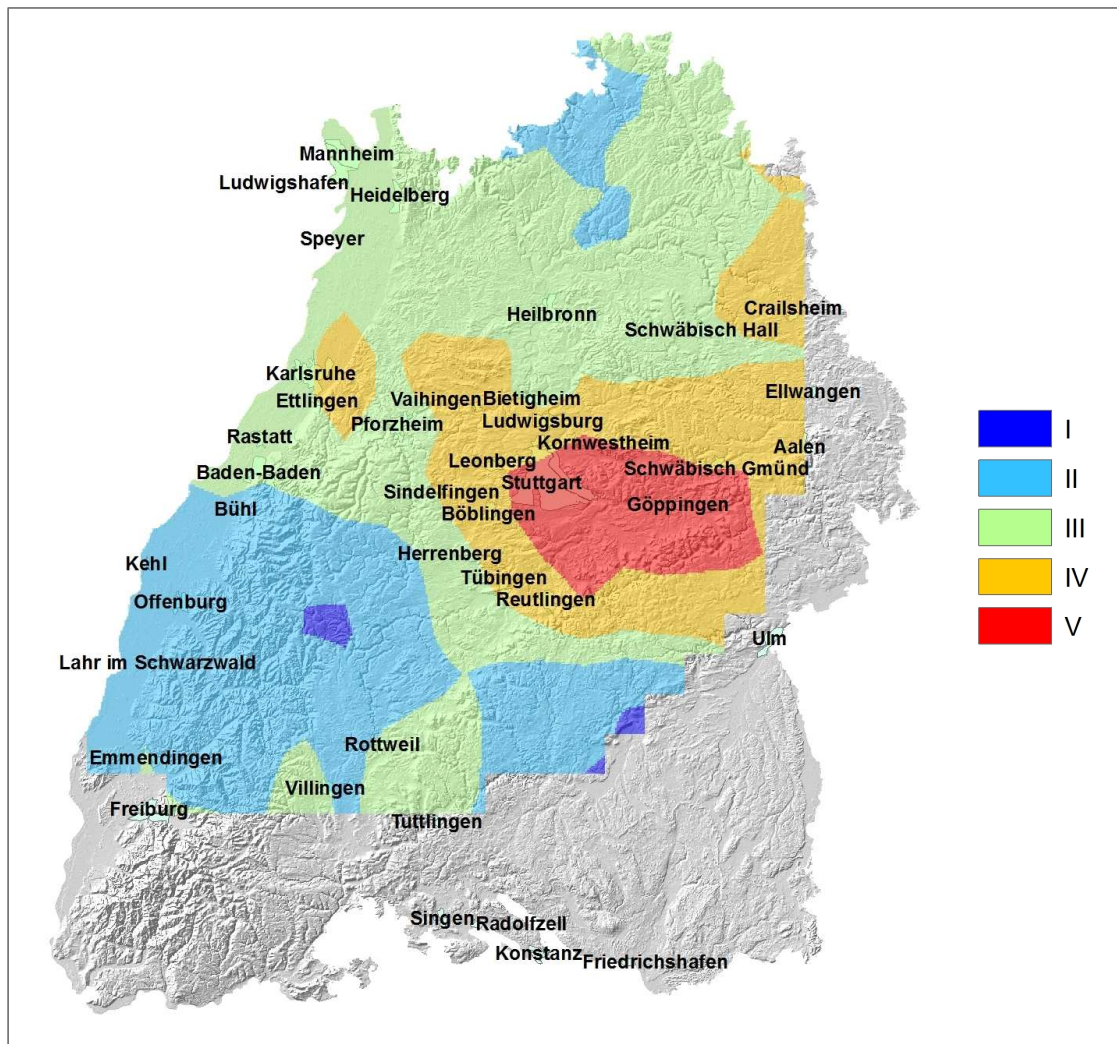 Mannheim
Ludwigshafen
Heidelberg
Speyer
Heilbronn
Crailsheim
Schwäbisch Hall
Karlsruhe
Ettlingen
Vaihingen
Bietigheim
Ellwangen
Pforzheim
Ludwigsburg
Rastatt
Kornwestheim
Aalen
Baden-Baden
Leonberg
Schwäbisch Gmünd
Stuttgart
Sindelfingen
Göppingen
Bühl
Böblingen
Herrenberg
Kehl
Tübingen
Offenburg
Reutlingen
Ulm
Lahr im Schwarzwald
Rottweil
Emmendingen
Villingen
Freiburg
Tuttlingen
Singen
Radolfzell
Konstanz
Friedrichshafen
I
II
III
IV
V